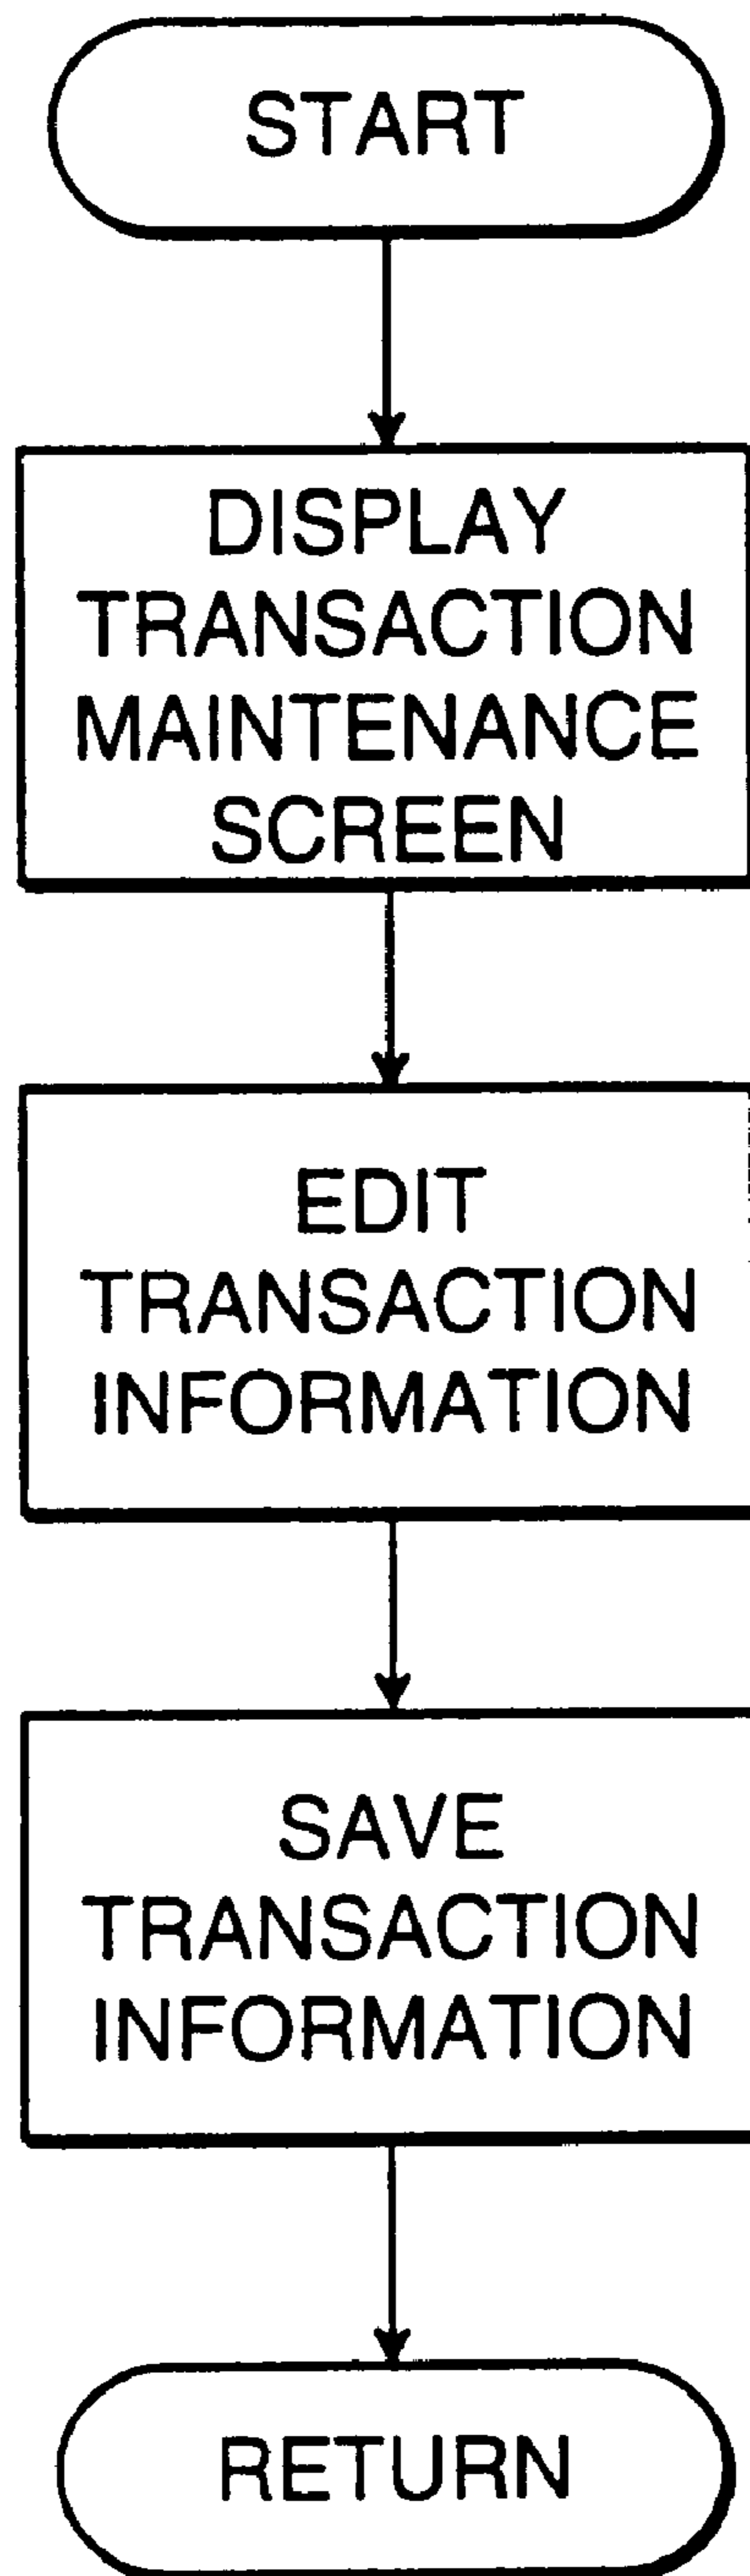 START
DISPLAY
TRANSACTION
MAINTENANCE
SCREEN
EDIT
TRANSACTION
INFORMATION
SAVE
TRANSACTION
INFORMATION
RETURN